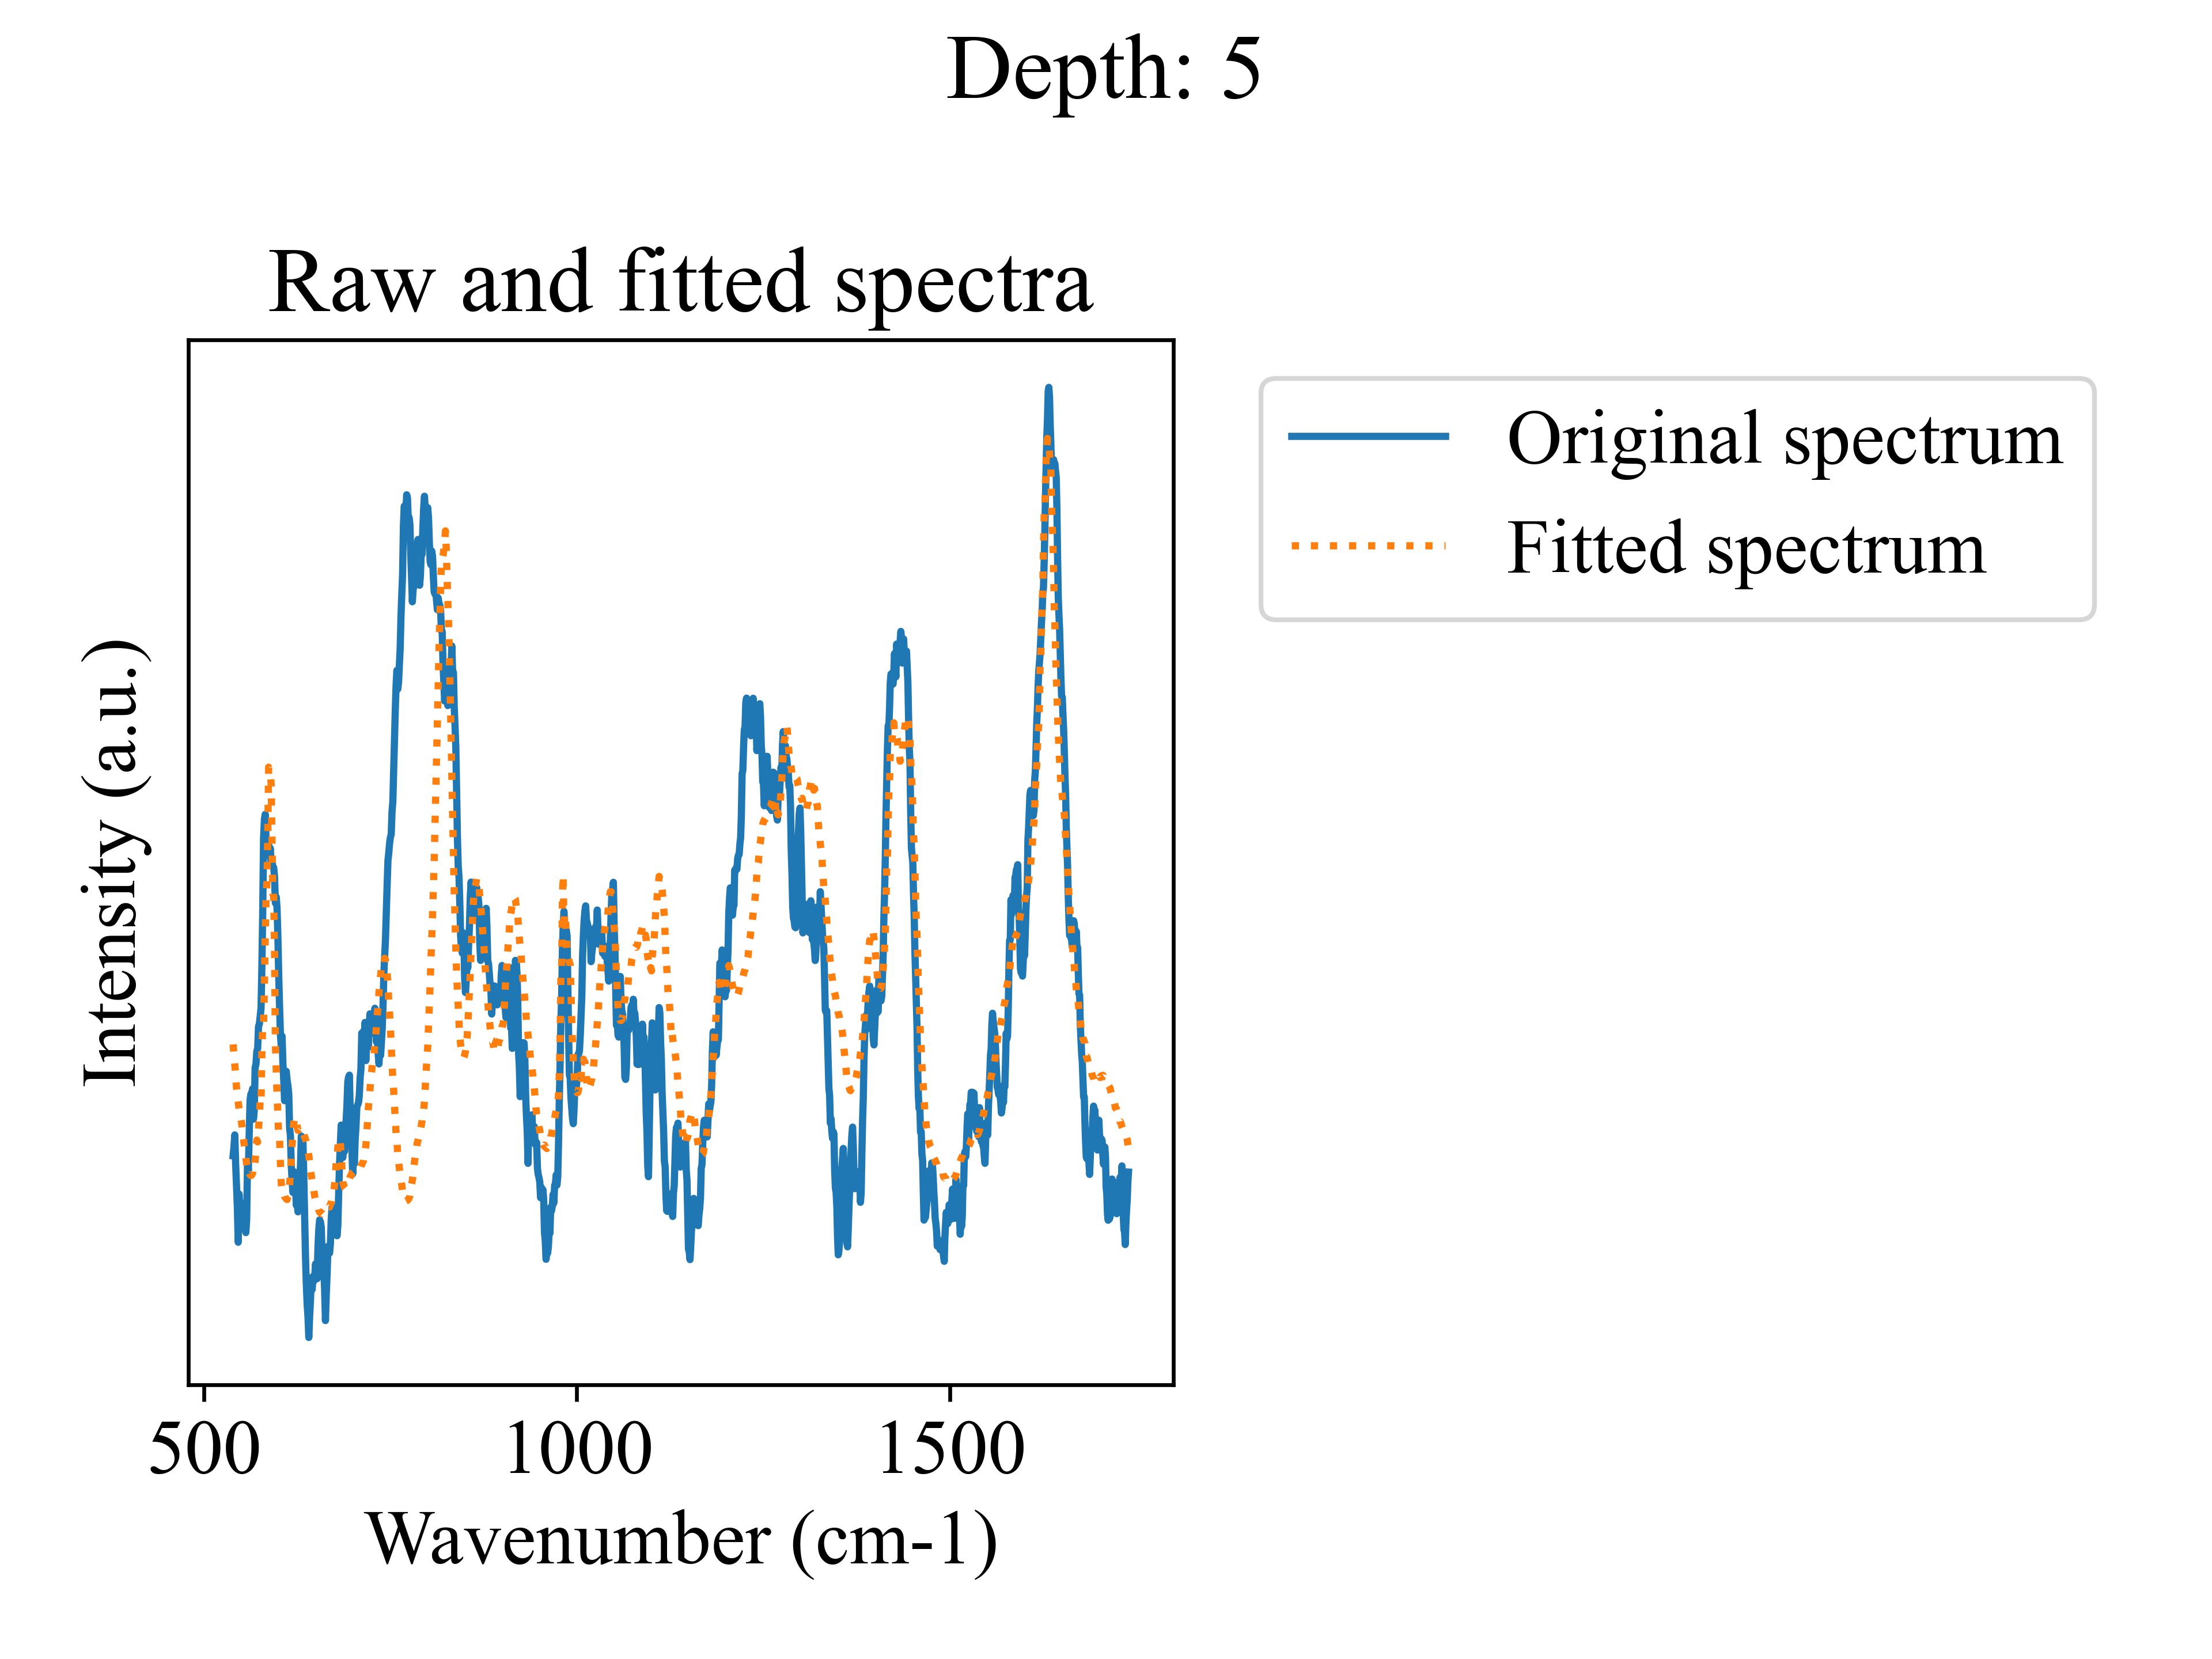 Depth: 5
Raw and fitted spectra
Original spectrum
Fitted spectrum
Intensity (a.u.)
500 1000 1500
Wavenumber (cm-1)